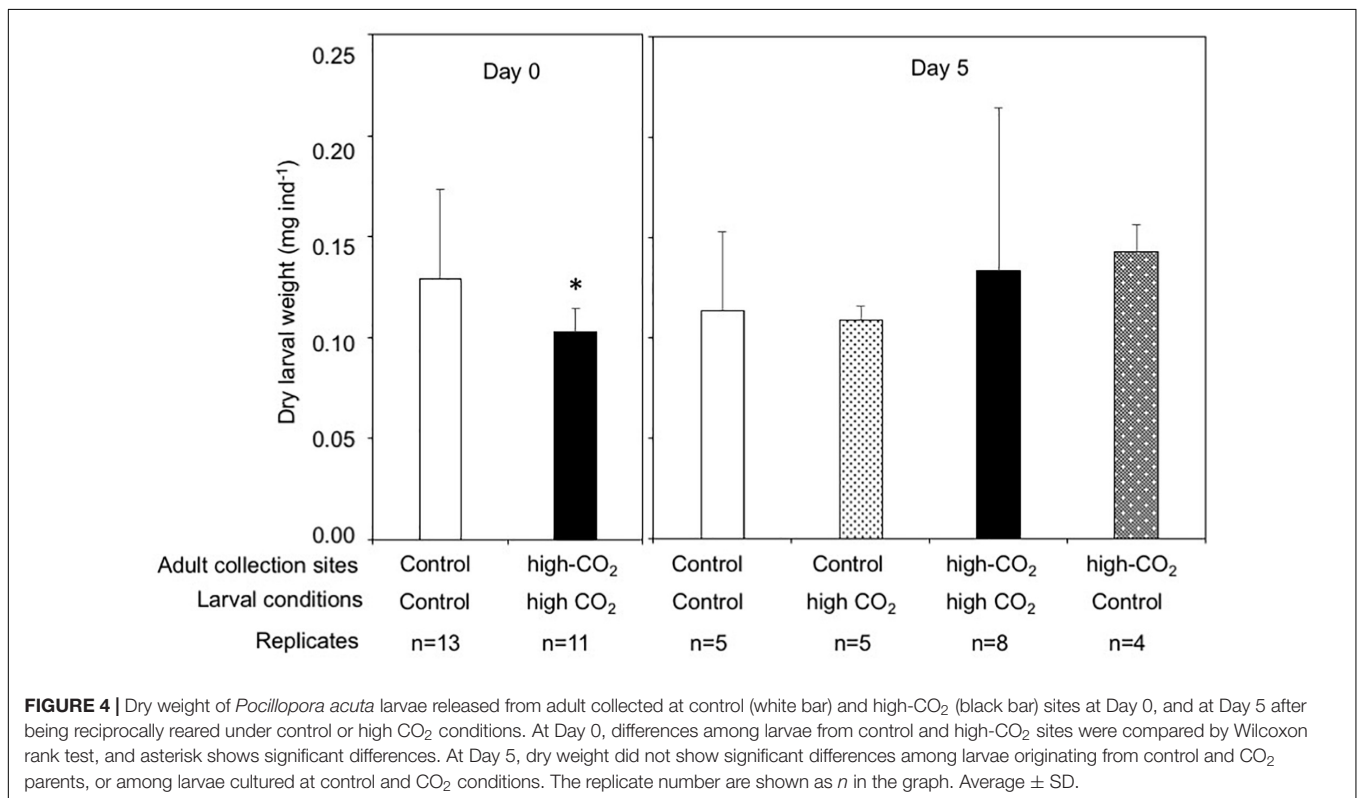 Day 0
Day 5
Dry larval weight (mg ind⁻¹)
0.25
0.20
0.15
0.10
0.05
0.00
*
Adult collection sites Control high-CO₂ Control Control high-CO₂ high-CO₂
Larval conditions Control high CO₂ Control high CO₂ high CO₂ Control
Replicates n=13 n=11 n=5 n=5 n=8 n=4
FIGURE 4 | Dry weight of Pocillopora acuta larvae released from adult collected at control (white bar) and high-CO₂ (black bar) sites at Day 0, and at Day 5 after
being reciprocally reared under control or high CO₂ conditions. At Day 0, differences among larvae from control and high-CO₂ sites were compared by Wilcoxon
rank test, and asterisk shows significant differences. At Day 5, dry weight did not show significant differences among larvae originating from control and CO₂
parents, or among larvae cultured at control and CO₂ conditions. The replicate number are shown as n in the graph. Average ± SD.